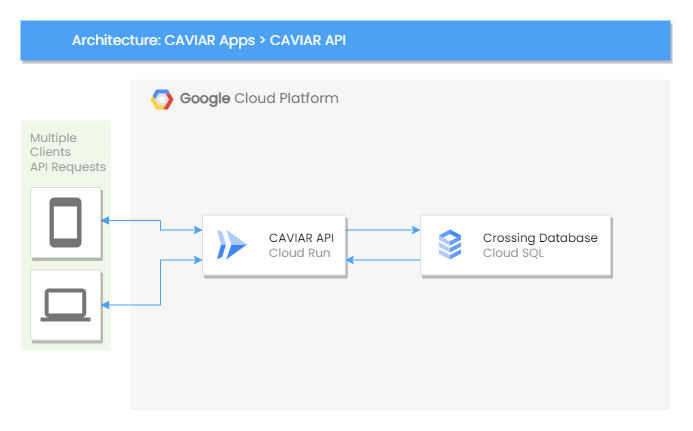 Architecture: CAVIAR Apps > CAVIAR API
Google Cloud Platform
Multiple
Clients
API Requests
CAVIAR API
Cloud Run
Crossing Database
Cloud SQL